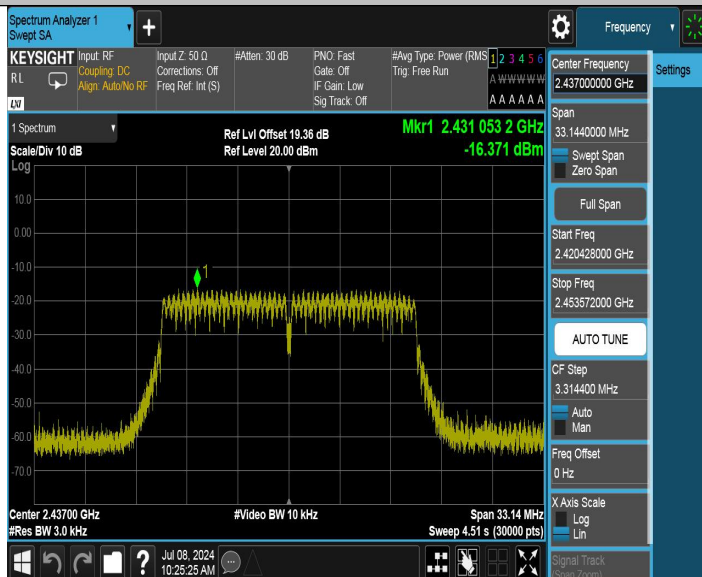 Spectrum Analyzer 1
Swept SA
+
Frequency
KEYSIGHT
RL
LXI
Input: RF
Coupling: DC
Align: Auto/No RF
Input Z: 50 Ω
Corrections: Off
Freq Ref: Int (S)
#Atten: 30 dB
PNO: Fast
Gate: Off
IF Gain: Low
Sig Track: Off
#Avg Type: Power (RMS
Trig: Free Run
1 2 3 4 5 6
A W W W W W
A A A A A A
1 Spectrum
Scale/Div 10 dB
Log
Ref Lvl Offset 19.36 dB
Ref Level 20.00 dBm
Mkr1 2.431 053 2 GHz
-16.371 dBm
10.0
0.00
-10.0
-20.0
-30.0
-40.0
-50.0
-60.0
-70.0
1
Center 2.43700 GHz
#Res BW 3.0 kHz
#Video BW 10 kHz
Span 33.14 MHz
Sweep 4.51 s (30000 pts)
?
Jul 08, 2024
10:25:25 AM
Center Frequency
2.437000000 GHz
Span
33.1440000 MHz
Swept Span
Zero Span
Full Span
Start Freq
2.420428000 GHz
Stop Freq
2.453572000 GHz
AUTO TUNE
CF Step
3.314400 MHz
Auto
Man
Freq Offset
0 Hz
X Axis Scale
Log
Lin
Signal Track
(Span Zoom)
Settings